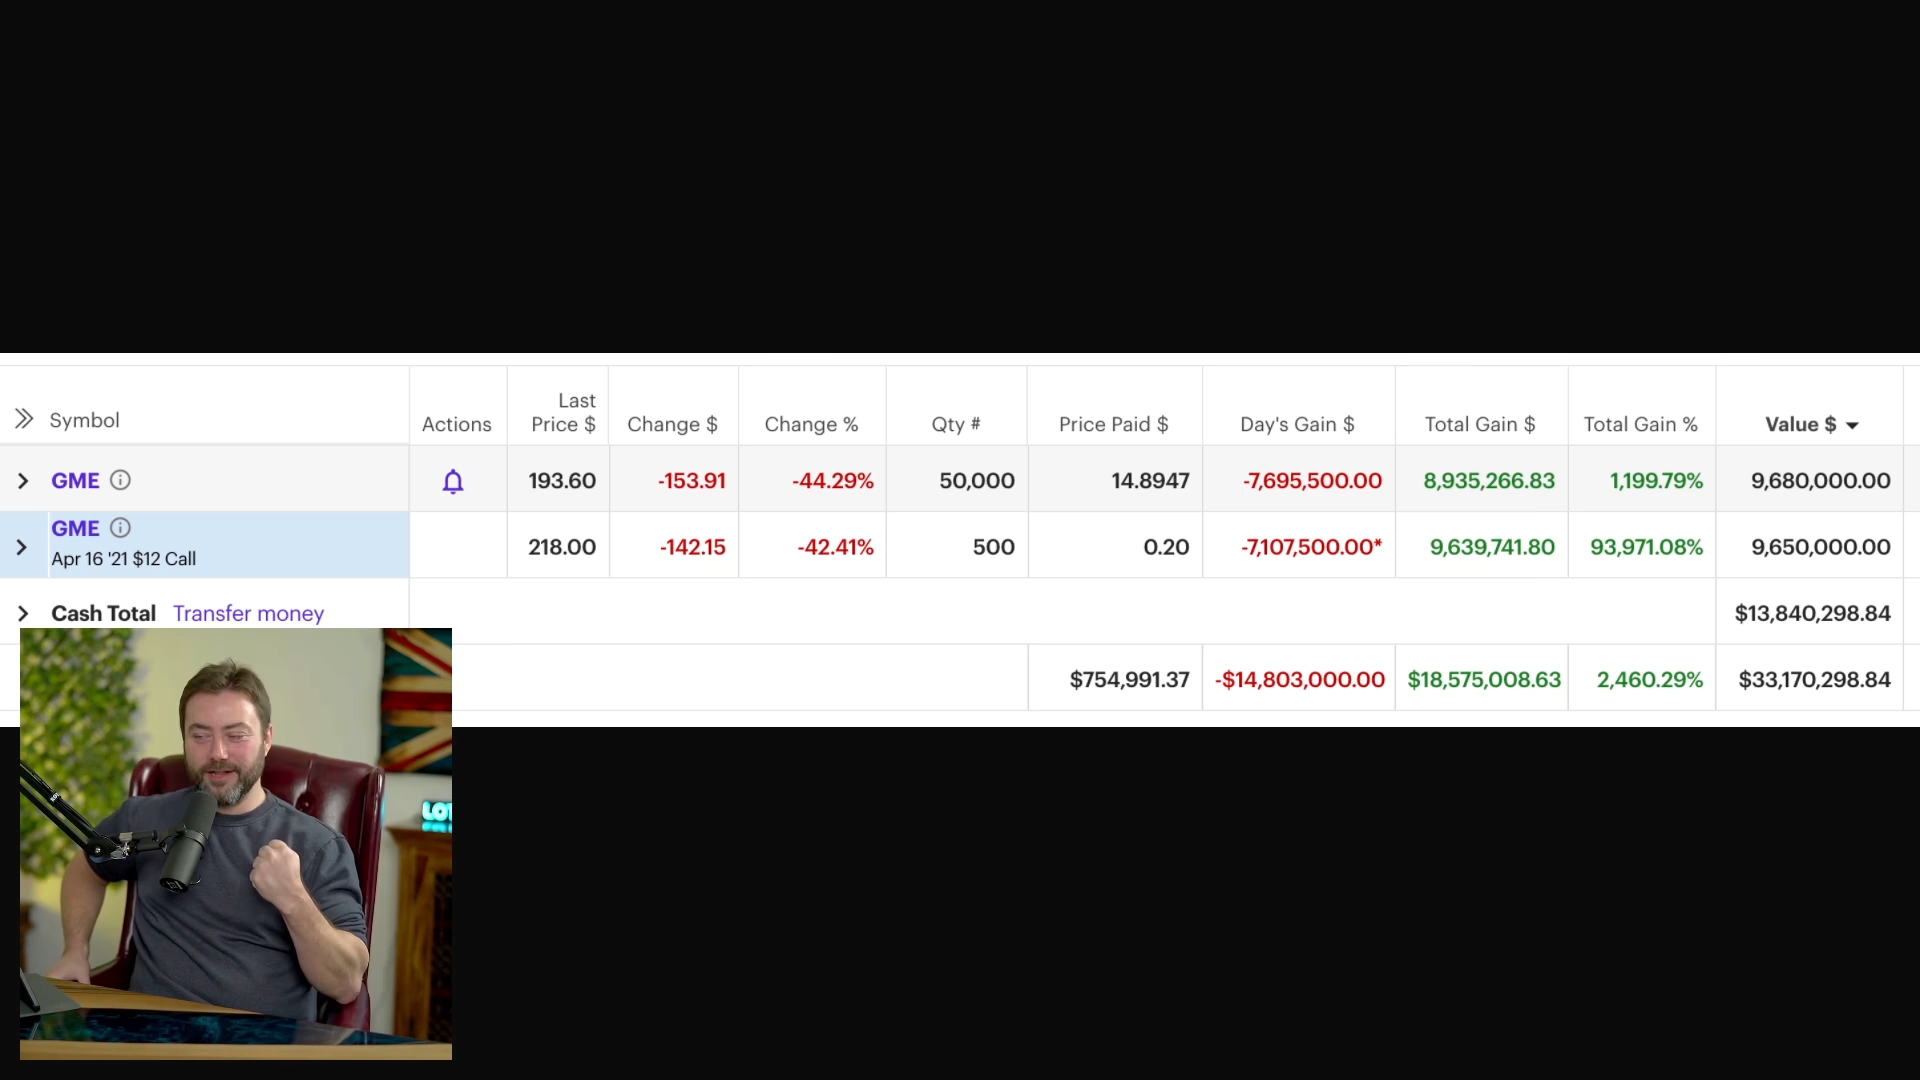 Symbol Actions Last Price $ Change $ Change % Qty # Price Paid $ Day's Gain $ Total Gain $ Total Gain % Value $
GME 193.60 -153.91 -44.29% 50,000 14.8947 -7,695,500.00 8,935,266.83 1,199.79% 9,680,000.00
GME
Apr 16 '21 $12 Call 218.00 -142.15 -42.41% 500 0.20 -7,107,500.00* 9,639,741.80 93,971.08% 9,650,000.00
Cash Total Transfer money $13,840,298.84
$754,991.37 -$14,803,000.00 $18,575,008.63 2,460.29% $33,170,298.84